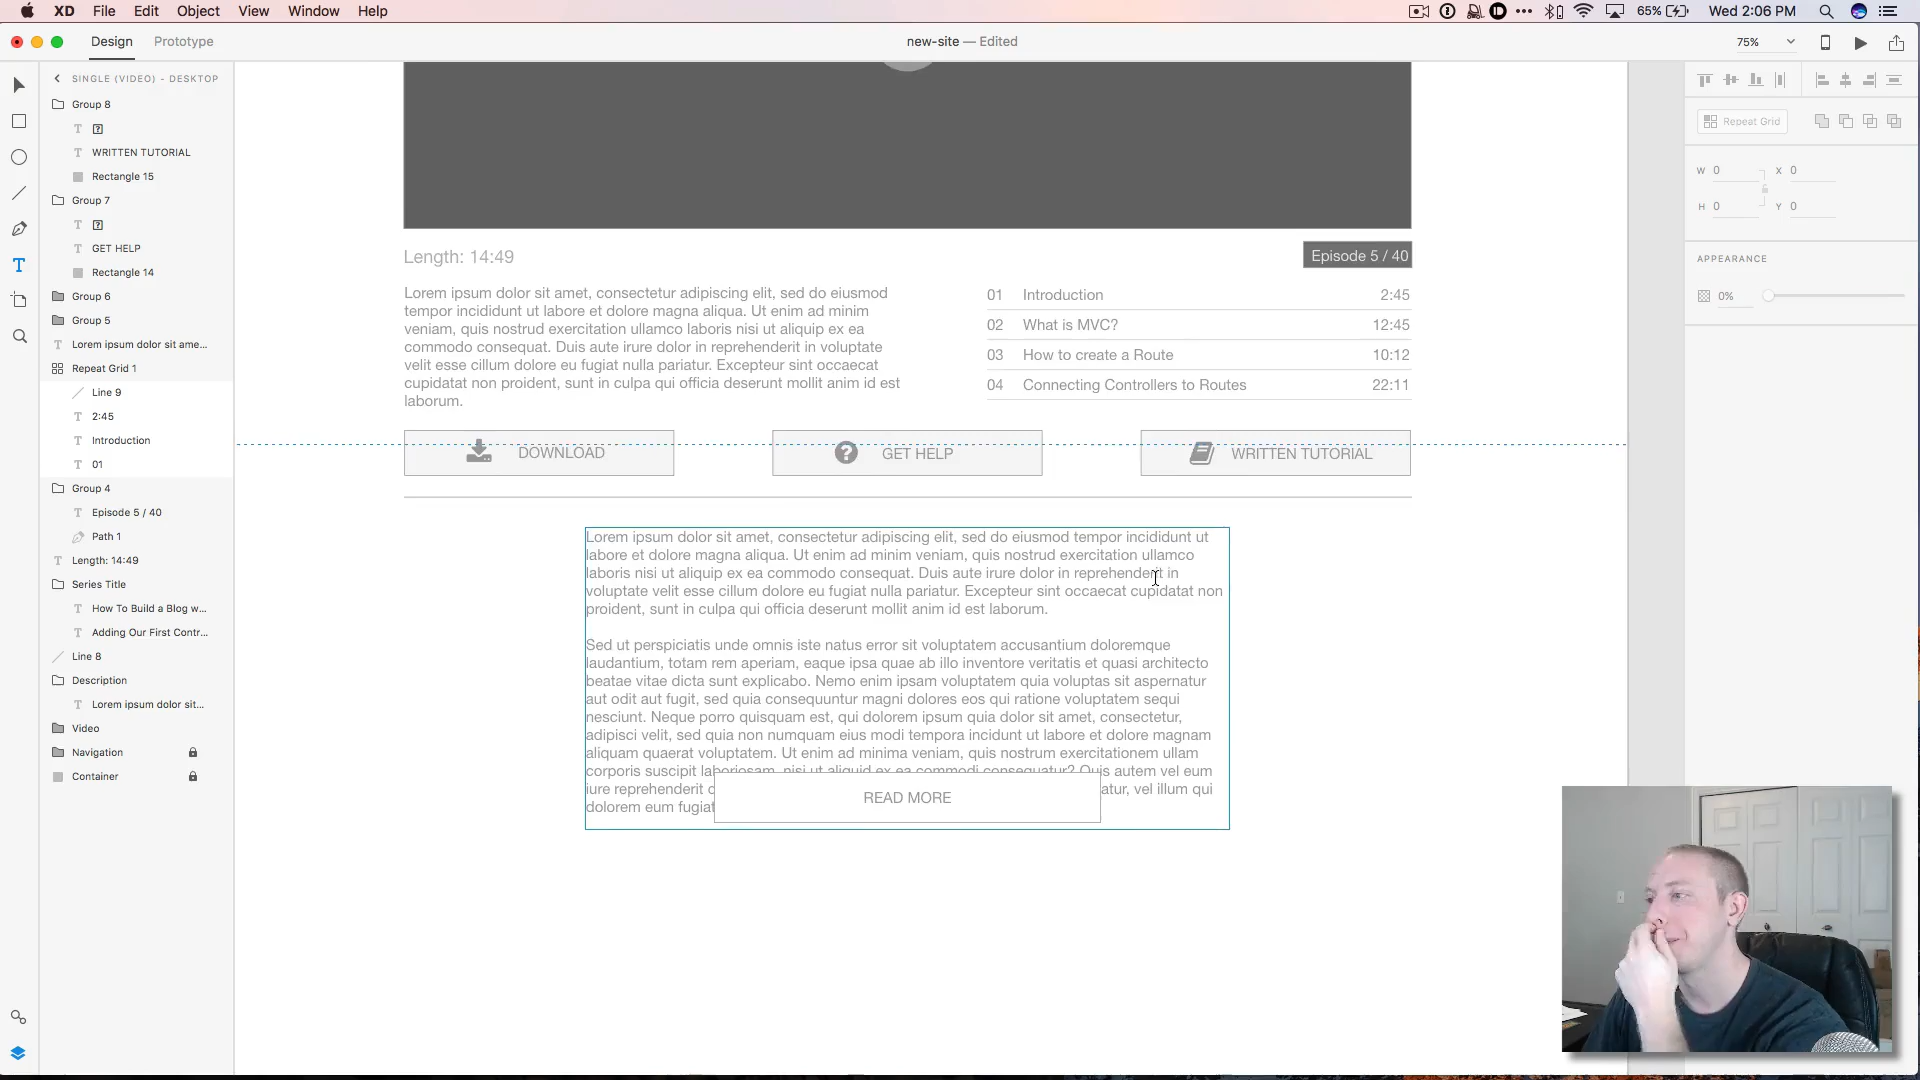 XD File Edit Object View Window Help
65% Wed 2:06 PM
Design Prototype
new-site — Edited
75%
SINGLE (VIDEO) - DESKTOP
Group 8
WRITTEN TUTORIAL
Rectangle 15
Group 7
GET HELP
Rectangle 14
Group 6
Group 5
Lorem ipsum dolor sit ame...
Repeat Grid 1
Line 9
2:45
Introduction
01
Group 4
Episode 5 / 40
Path 1
Length: 14:49
Series Title
How To Build a Blog w...
Adding Our First Contr...
Line 8
Description
Lorem ipsum dolor sit...
Video
Navigation
Container
Length: 14:49
Episode 5 / 40
Lorem ipsum dolor sit amet, consectetur adipiscing elit, sed do eiusmod
tempor incididunt ut labore et dolore magna aliqua. Ut enim ad minim
veniam, quis nostrud exercitation ullamco laboris nisi ut aliquip ex ea
commodo consequat. Duis aute irure dolor in reprehenderit in voluptate
velit esse cillum dolore eu fugiat nulla pariatur. Excepteur sint occaecat
cupidatat non proident, sunt in culpa qui officia deserunt mollit anim id est
laborum.
01 Introduction 2:45
02 What is MVC? 12:45
03 How to create a Route 10:12
04 Connecting Controllers to Routes 22:11
DOWNLOAD
GET HELP
WRITTEN TUTORIAL
Lorem ipsum dolor sit amet, consectetur adipiscing elit, sed do eiusmod tempor incididunt ut
labore et dolore magna aliqua. Ut enim ad minim veniam, quis nostrud exercitation ullamco
laboris nisi ut aliquip ex ea commodo consequat. Duis aute irure dolor in reprehenderit in
voluptate velit esse cillum dolore eu fugiat nulla pariatur. Excepteur sint occaecat cupidatat non
proident, sunt in culpa qui officia deserunt mollit anim id est laborum.
Sed ut perspiciatis unde omnis iste natus error sit voluptatem accusantium doloremque
laudantium, totam rem aperiam, eaque ipsa quae ab illo inventore veritatis et quasi architecto
beatae vitae dicta sunt explicabo. Nemo enim ipsam voluptatem quia voluptas sit aspernatur
aut odit aut fugit, sed quia consequuntur magni dolores eos qui ratione voluptatem sequi
nesciunt. Neque porro quisquam est, qui dolorem ipsum quia dolor sit amet, consectetur,
adipisci velit, sed quia non numquam eius modi tempora incidunt ut labore et dolore magnam
aliquam quaerat voluptatem. Ut enim ad minima veniam, quis nostrum exercitationem ullam
corporis suscipit laboriosam, nisi ut aliquid ex ea commodi consequatur? Quis autem vel eum
iure reprehenderit atur, vel illum qui
dolorem eum fugiat
READ MORE
Repeat Grid
W 0 X 0
H 0 Y 0
APPEARANCE
0%